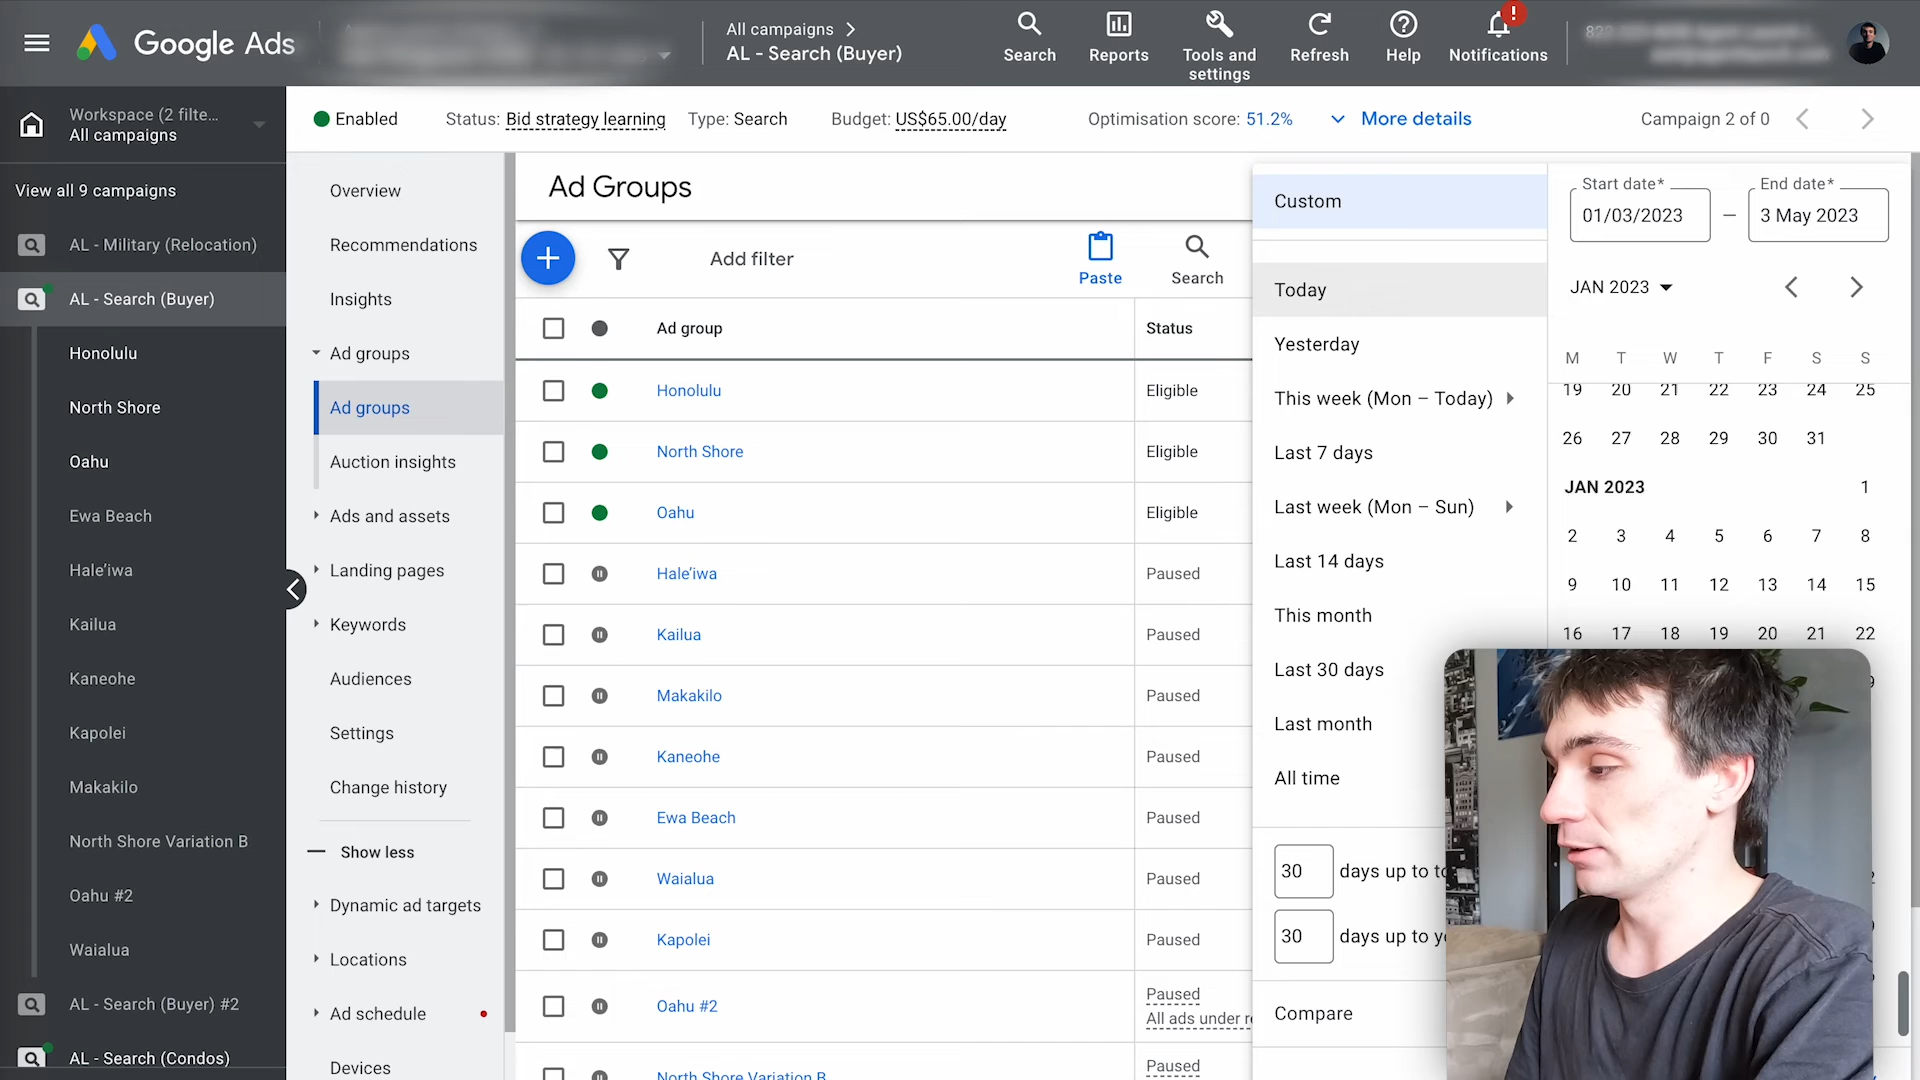 Google Ads
All campaigns
AL - Search (Buyer)
Search
Reports
Tools and
settings
Refresh
Help
Notifications
Workspace (2 filte...
All campaigns
Enabled
Status: Bid strategy learning
Type: Search
Budget: US$65.00/day
Optimisation score: 51.2%
More details
Campaign 2 of 0
View all 9 campaigns
AL - Military (Relocation)
AL - Search (Buyer)
Honolulu
North Shore
Oahu
Ewa Beach
Hale'iwa
Kailua
Kaneohe
Kapolei
Makakilo
North Shore Variation B
Oahu #2
Waialua
AL - Search (Buyer) #2
AL - Search (Condos)
Overview
Recommendations
Insights
Ad groups
Ad groups
Auction insights
Ads and assets
Landing pages
Keywords
Audiences
Settings
Change history
Show less
Dynamic ad targets
Locations
Ad schedule
Devices
Ad Groups
Add filter
Paste
Search
Ad group
Status
Honolulu
Eligible
North Shore
Eligible
Oahu
Eligible
Hale'iwa
Paused
Kailua
Paused
Makakilo
Paused
Kaneohe
Paused
Ewa Beach
Paused
Waialua
Paused
Kapolei
Paused
Oahu #2
Paused
All ads under re
North Shore Variation B
Paused
Custom
Today
Yesterday
This week (Mon – Today)
Last 7 days
Last week (Mon – Sun)
Last 14 days
This month
Last 30 days
Last month
All time
30 days up to to
30 days up to y
Compare
Start date*
01/03/2023
–
End date*
3 May 2023
JAN 2023
M T W T F S S
19 20 21 22 23 24 25
26 27 28 29 30 31
JAN 2023 1
2 3 4 5 6 7 8
9 10 11 12 13 14 15
16 17 18 19 20 21 22